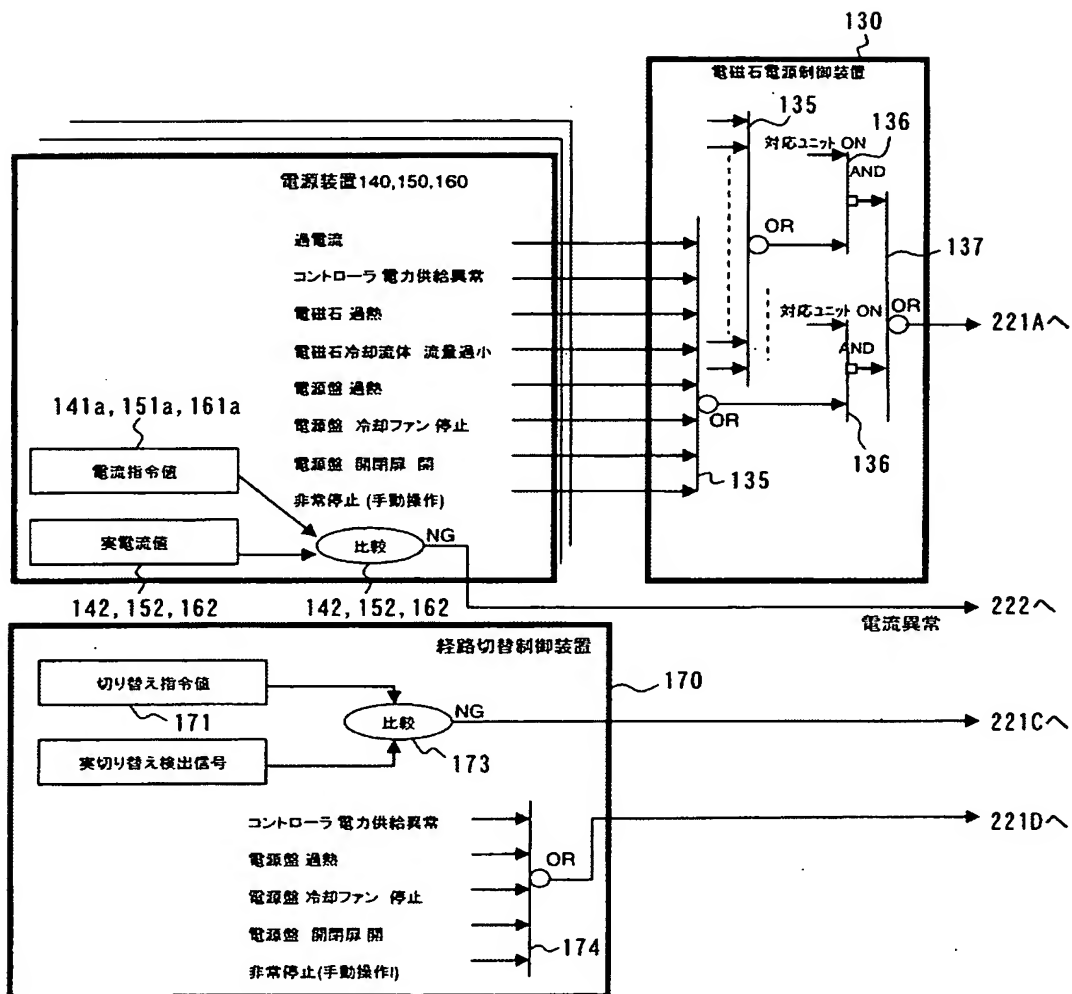 130
電磁石電源制御装置
135
対応ユニット ON
136
AND
OR
137
対応ユニット ON
OR
221Aへ
AND
OR
135
136
電源装置140,150,160
過電流
コントローラ 電力供給異常
電磁石 過熱
電磁石冷却流体 流量過小
電源盤 過熱
電源盤 冷却ファン 停止
電源盤 開閉扉 開
非常停止 (手動操作)
141a, 151a, 161a
電流指令値
実電流値
比較
NG
142, 152, 162
142, 152, 162
222へ
電流異常
経路切替制御装置
170
切り替え指令値
171
実切り替え検出信号
比較
NG
173
221Cへ
コントローラ 電力供給異常
電源盤 過熱
電源盤 冷却ファン 停止
電源盤 開閉扉 開
非常停止(手動操作)
OR
174
221Dへ